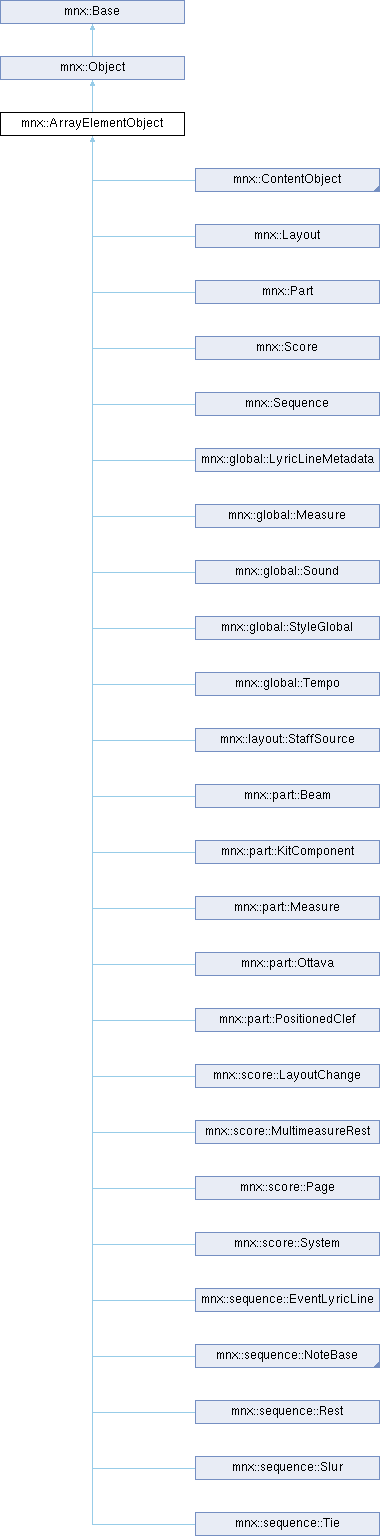 mnx::Base
mnx::Object
mnx::ArrayElementObject
mnx::ContentObject
mnx::Layout
mnx::Part
mnx::Score
mnx::Sequence
mnx::global::LyricLineMetadata
mnx::global::Measure
mnx::global::Sound
mnx::global::StyleGlobal
mnx::global::Tempo
mnx::layout::StaffSource
mnx::part::Beam
mnx::part::KitComponent
mnx::part::Measure
mnx::part::Ottava
mnx::part::PositionedClef
mnx::score::LayoutChange
mnx::score::MultimeasureRest
mnx::score::Page
mnx::score::System
mnx::sequence::EventLyricLine
mnx::sequence::NoteBase
mnx::sequence::Rest
mnx::sequence::Slur
mnx::sequence::Tie